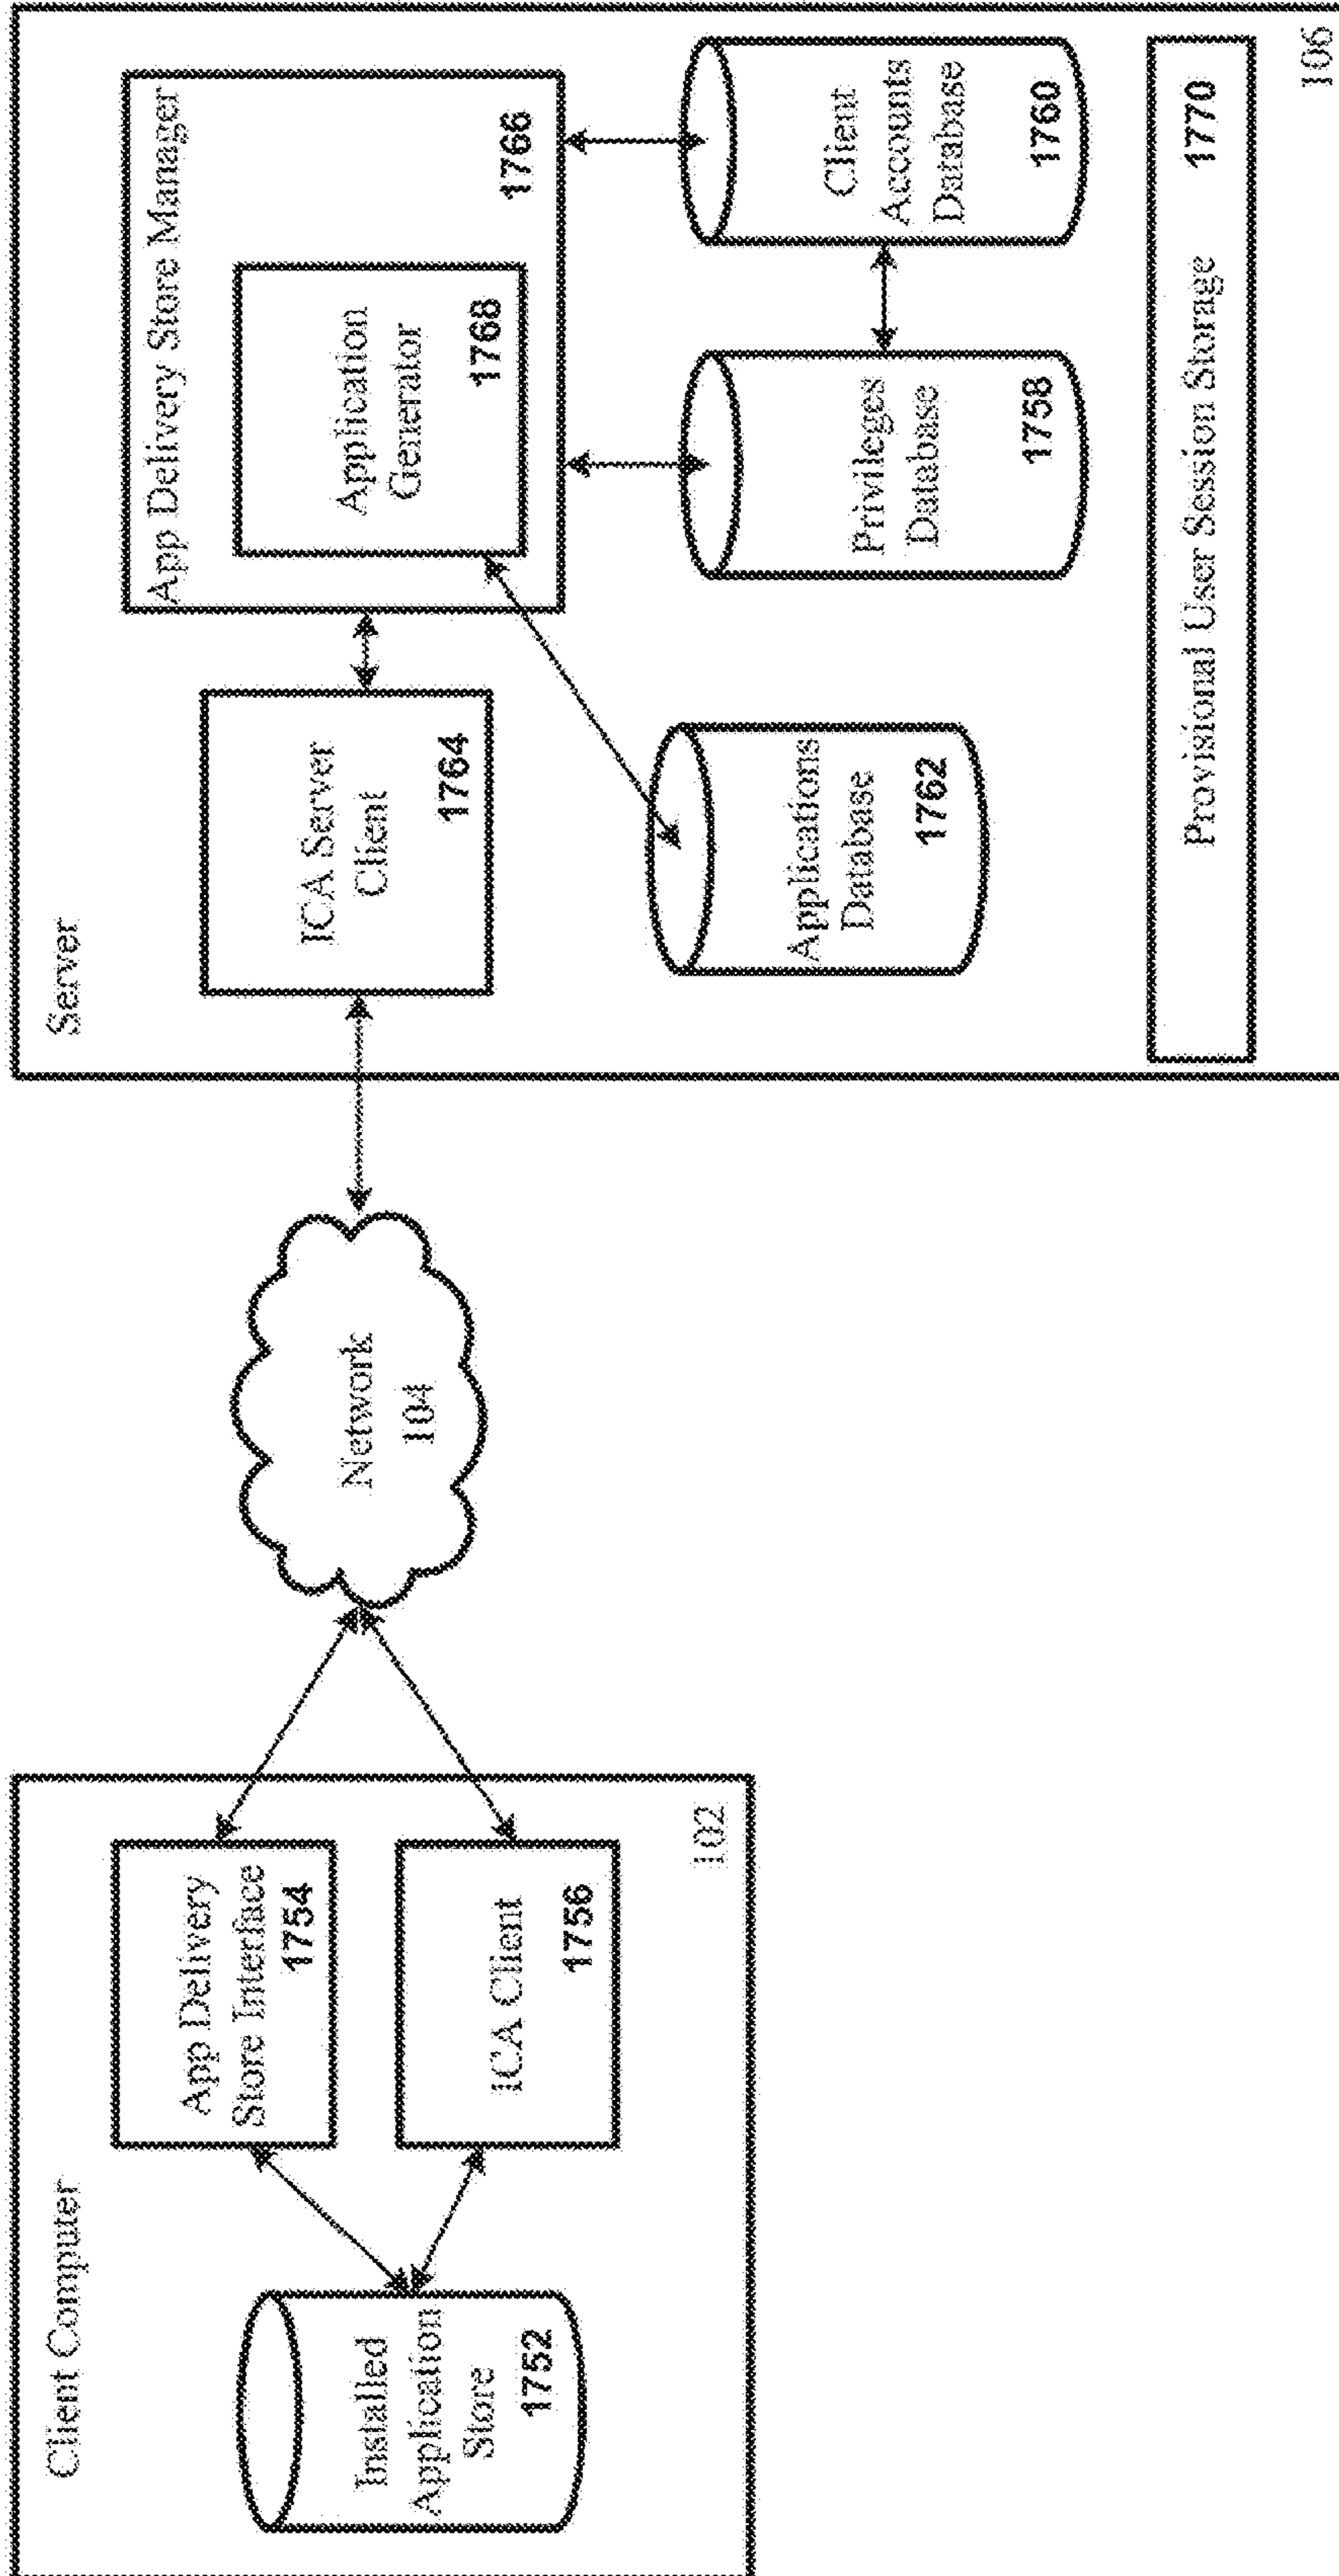 Client Computer
Installed
Application
Store
1752
App Delivery
Store Interface
1754
ICA Client
1756
102
Network
104
Server
ICA Server
Client
1764
App Delivery Store Manager
Application
Generator
1768
1766
Applications
Database
1762
Privileges
Database
1758
Client
Accounts
Database
1760
Provisional User Session Storage 1770
106